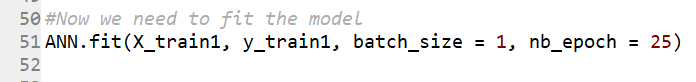 50 #Now we need to fit the model
51 ANN.fit(X_train1, y_train1, batch_size = 1, nb_epoch = 25)
52